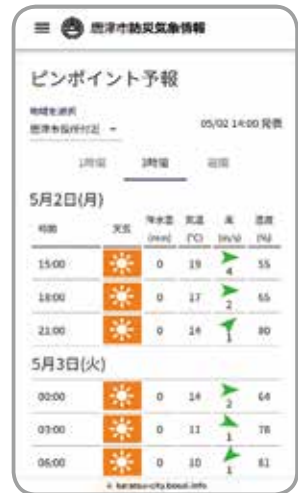 唐津市防災気象情報
ピンポイント予報
地域を選択
唐津市役所付近
05/02 14:00 発表
1時間 3時間 週間
5月2日(月)
時間 天気 降水量 (mm) 気温 (℃) 風 (m/s) 湿度 (%)
15:00 0 19 4 55
18:00 0 17 2 65
21:00 0 14 1 80
5月3日(火)
00:00 0 14 2 64
03:00 0 11 1 78
06:00 0 10 1 81
karatsu-city.bosai.info